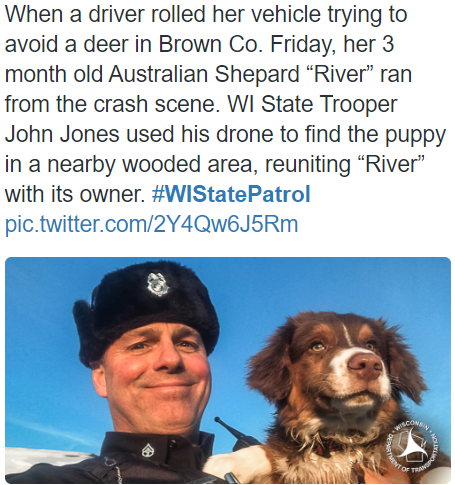 When a driver rolled her vehicle trying to
avoid a deer in Brown Co. Friday, her 3
month old Australian Shepard “River” ran
from the crash scene. WI State Trooper
John Jones used his drone to find the puppy
in a nearby wooded area, reuniting “River”
with its owner. #WIStatePatrol
pic.twitter.com/2Y4Qw6J5Rm
WISCONSIN
DEPARTMENT OF TRANSPORTATION